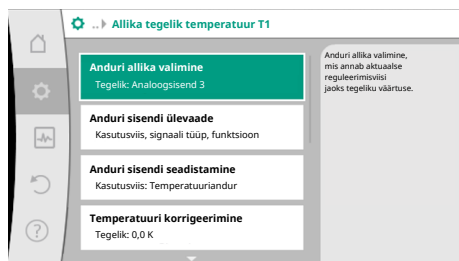 ..▸ Allika tegelik temperatuur T1
Anduri allika valimine
Tegelik: Analoogsisend 3
Anduri sisendi ülevaade
Kasutusviis, signaali tüüp, funktsioon
Anduri sisendi seadistamine
Kasutusviis: Temperatuuriandur
Temperatuuri korrigeerimine
Tegelik: 0,0 K
Anduri allika valimine,
mis annab aktuaalse
reguleerimisviisi
jaoks tegeliku väärtuse.